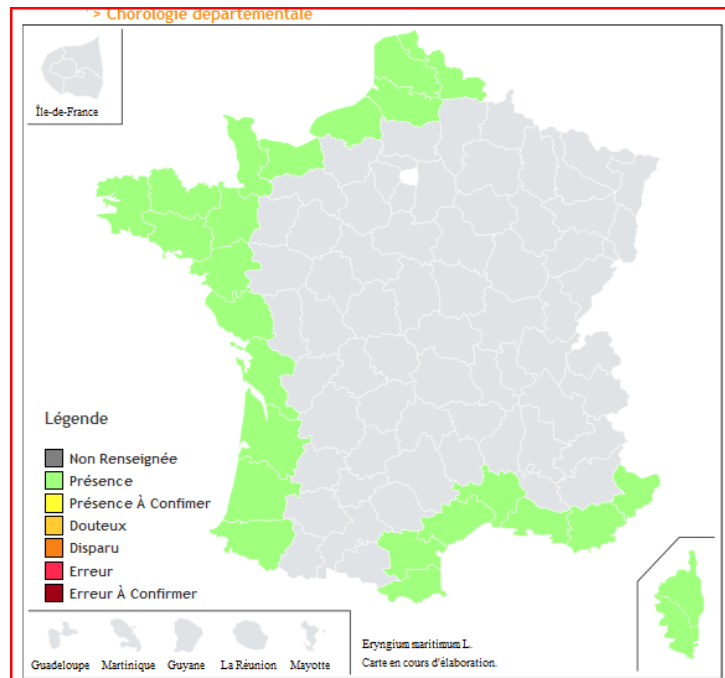 > Chorologie départementale
Île-de-France
Légende
Non Renseignée
Présence
Présence À Confimer
Douteux
Disparu
Erreur
Erreur À Confirmer
Guadeloupe Martinique Guyane La Réunion Mayotte
Eryngium maritimum L.
Carte en cours d'élaboration.